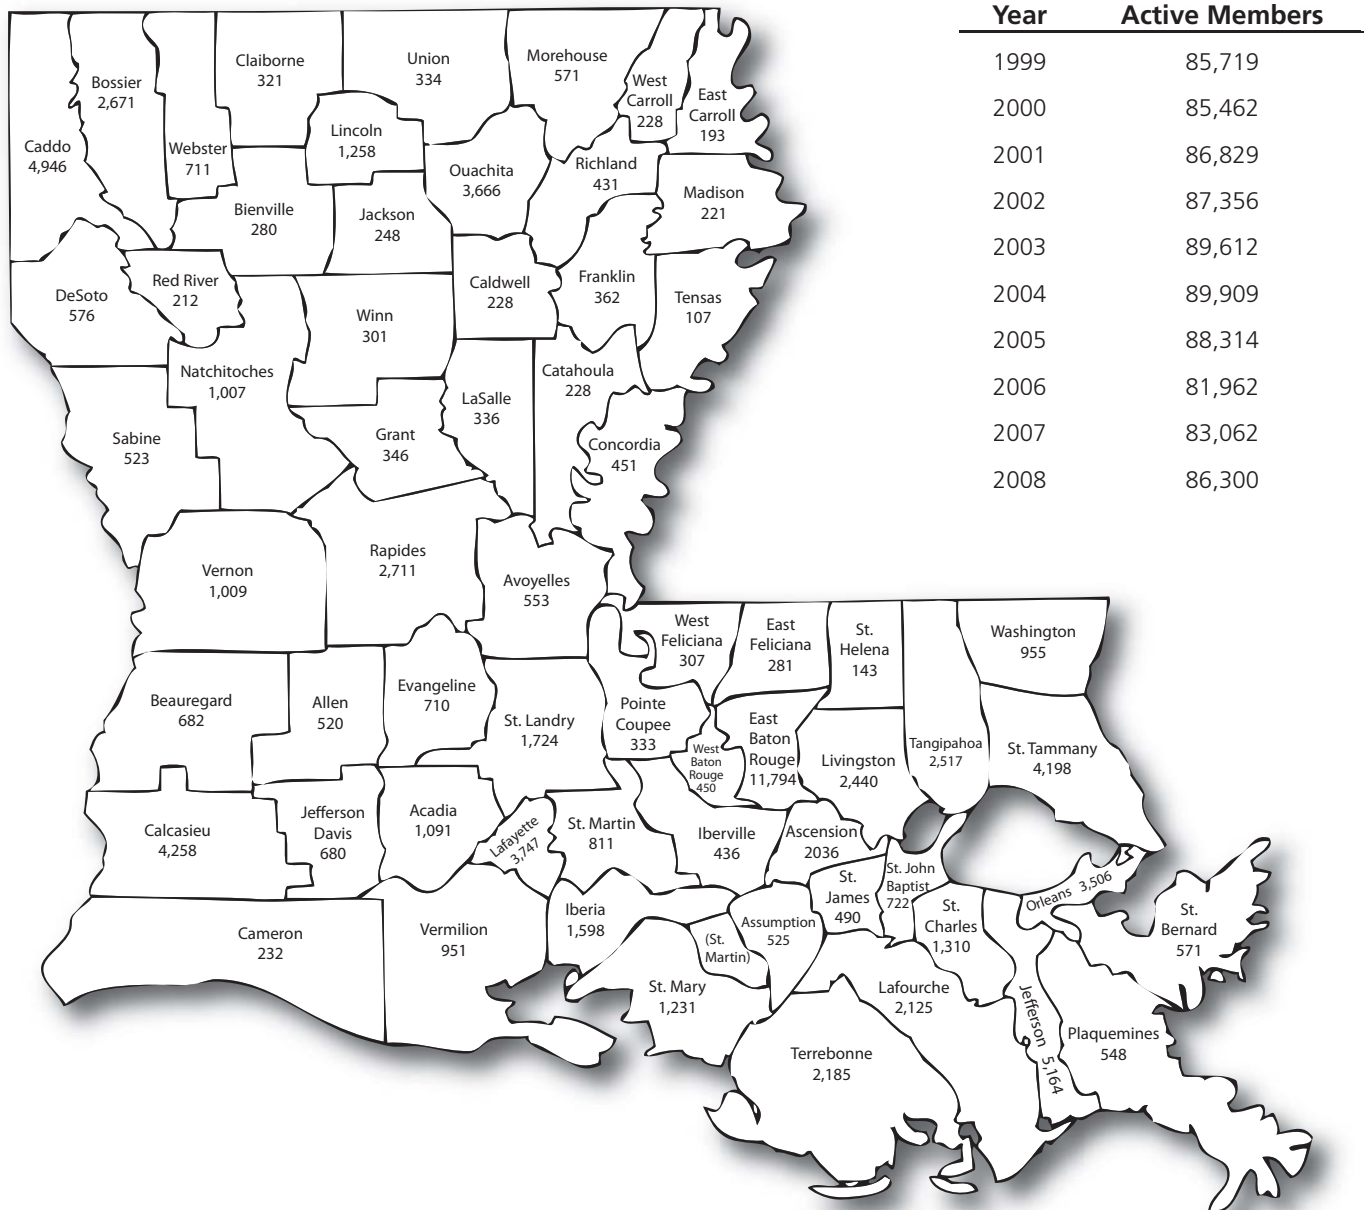 Year Active Members
1999 85,719
2000 85,462
2001 86,829
2002 87,356
2003 89,612
2004 89,909
2005 88,314
2006 81,962
2007 83,062
2008 86,300
Caddo
4,946
Bossier
2,671
Webster
711
Claiborne
321
Union
334
Lincoln
1,258
Morehouse
571
West
Carroll
228
East
Carroll
193
Ouachita
3,666
Richland
431
Madison
221
Bienville
280
Jackson
248
DeSoto
576
Red River
212
Winn
301
Caldwell
228
Franklin
362
Tensas
107
Natchitoches
1,007
Sabine
523
Grant
346
LaSalle
336
Catahoula
228
Concordia
451
Vernon
1,009
Rapides
2,711
Avoyelles
553
Beauregard
682
Allen
520
Evangeline
710
St. Landry
1,724
Pointe
Coupee
333
West
Feliciana
307
East
Feliciana
281
St.
Helena
143
Washington
955
West
Baton
Rouge
450
East
Baton
Rouge
11,794
Livingston
2,440
Tangipahoa
2,517
St. Tammany
4,198
Calcasieu
4,258
Jefferson
Davis
680
Acadia
1,091
Lafayette
3,747
St. Martin
811
Iberville
436
Ascension
2036
St.
James
490
St. John
Baptist
722
St.
Charles
1,310
Orleans 3,506
St.
Bernard
571
Cameron
232
Vermilion
951
Iberia
1,598
(St.
Martin)
Assumption
525
St. Mary
1,231
Lafourche
2,125
Terrebonne
2,185
Jefferson 5,164
Plaquemines
548